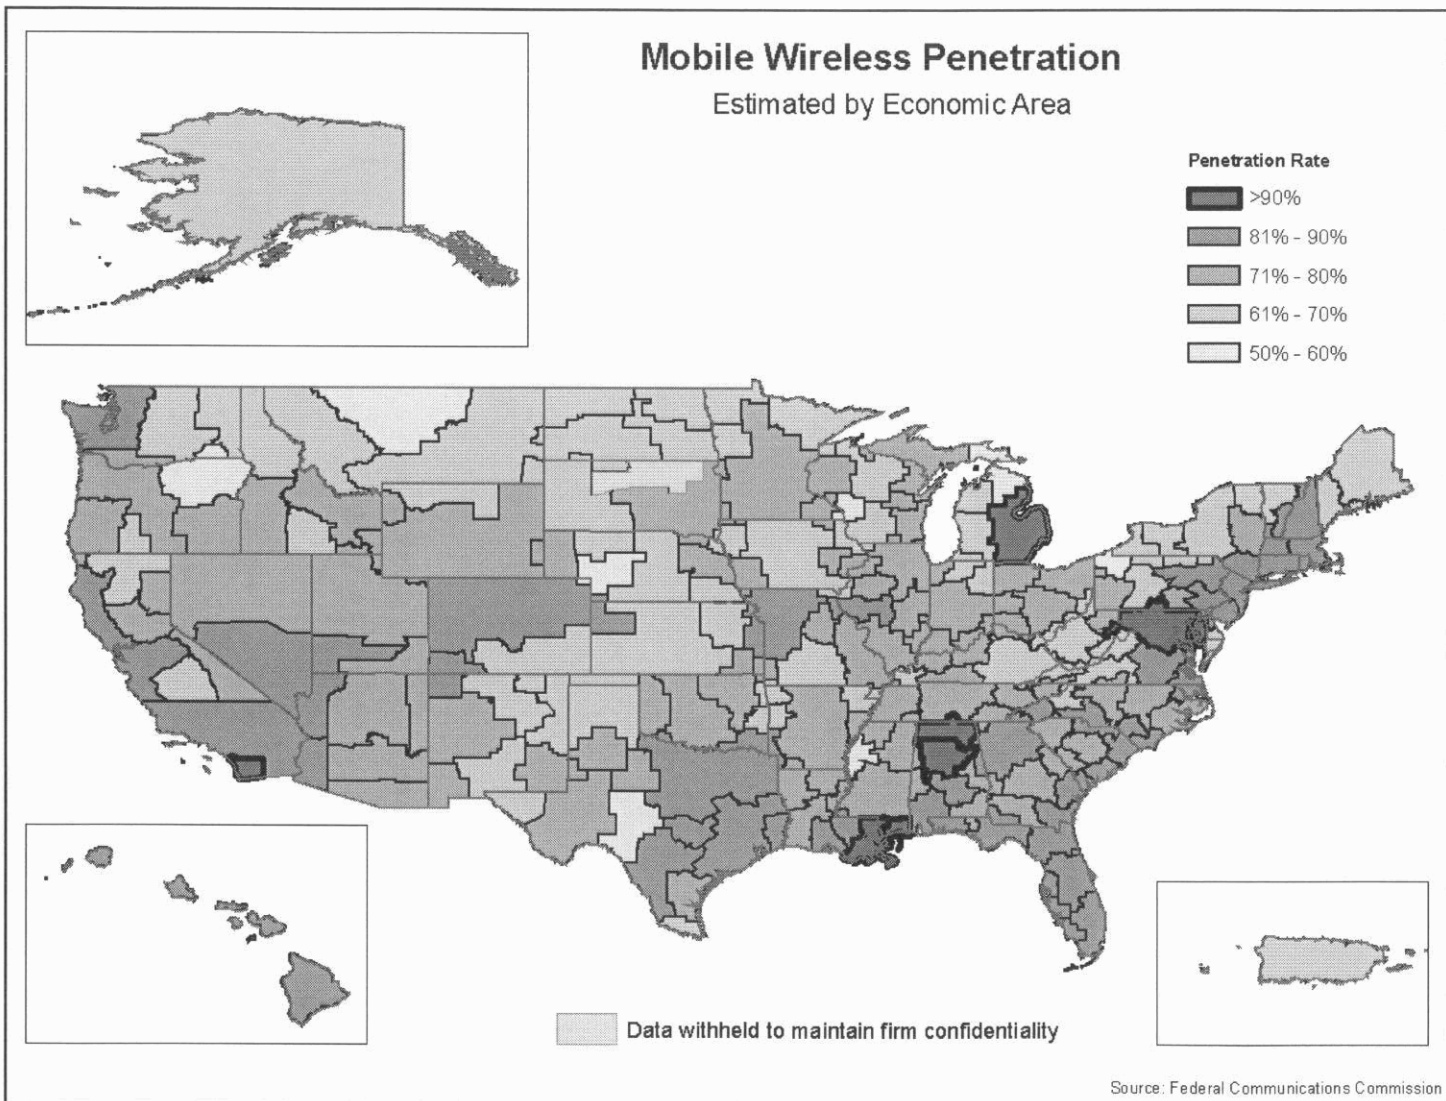 Mobile Wireless Penetration
Estimated by Economic Area
Penetration Rate
>90%
81% - 90%
71% - 80%
61% - 70%
50% - 60%
Data withheld to maintain firm confidentiality
Source: Federal Communications Commission